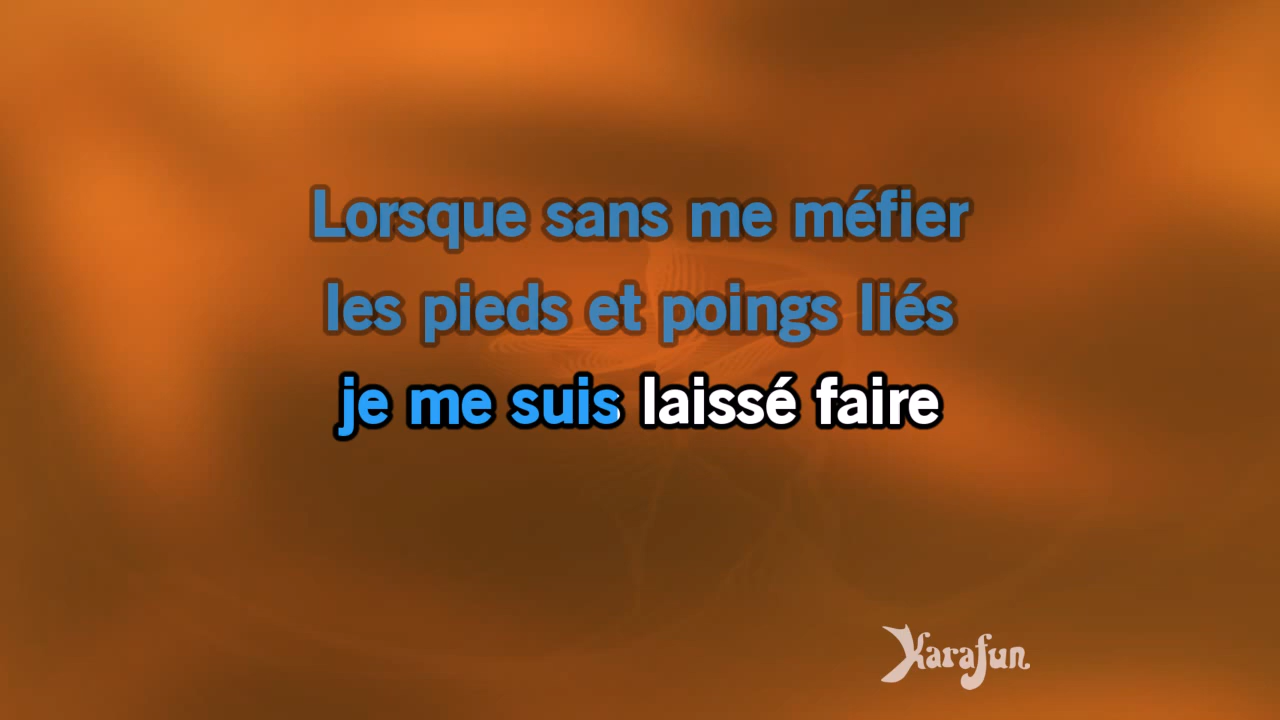 Lorsque sans me méfier
les pieds et poings liés
je me suis laissé faire
Karafun